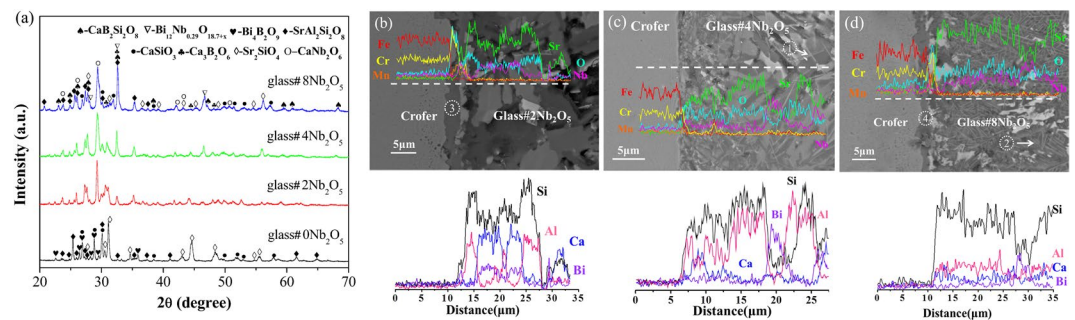 (a)
▲-CaB₂Si₂O₈ ▽-Bi₄Nb₀.₂₉O₁₈.₇₊ₓ ♥-Bi₄B₂O₉ ◆-SrAl₂Si₂O₈
●-CaSiO₃ ♣-Ca₃B₂O₆ ◇-Sr₂SiO₄ ○-CaNb₂O₆
glass#8Nb₂O₅
glass#4Nb₂O₅
glass#2Nb₂O₅
glass#0Nb₂O₅
Intensity (a.u.)
20 30 40 50 60 70
2θ (degree)
(b)
Fe
Cr
Mn
Sr
O
Nb
3
Crofer
Glass#2Nb₂O₅
5μm
Si
Al
Ca
Bi
0 5 10 15 20 25 30 35
Distance(μm)
(c)
Crofer
Glass#4Nb₂O₅
1
Fe
Cr
Mn
O
5μm
Si
Bi
Al
Ca
0 5 10 15 20 25
Distance(μm)
(d)
Fe
Cr
Mn
O
Crofer
4
Glass#8Nb₂O₅
2
5μm
Si
Al
Ca
Bi
0 5 10 15 20 25 30 35
Distance(μm)